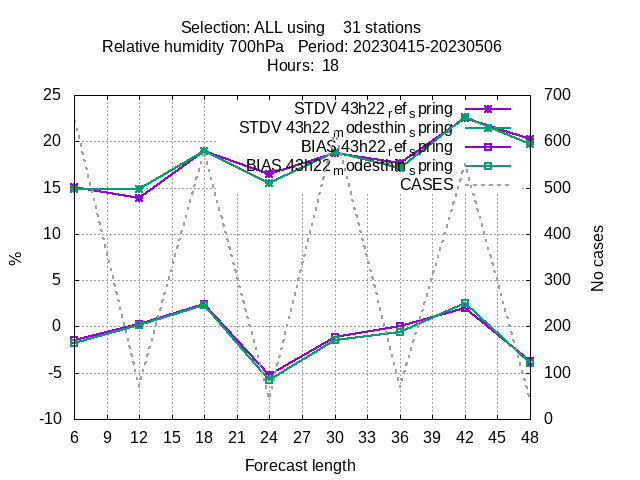 Selection: ALL using    31 stations
Relative humidity 700hPa   Period: 20230415-20230506
Hours:  18
25
20
15
10
5
0
-5
-10
700
600
500
400
300
200
100
0
%
No cases
STDV 43h22_ref_spring
STDV 43h22_modesthin_spring
BIAS 43h22_ref_spring
BIAS 43h22_modesthin_spring
CASES
6 9 12 15 18 21 24 27 30 33 36 39 42 45 48
Forecast length